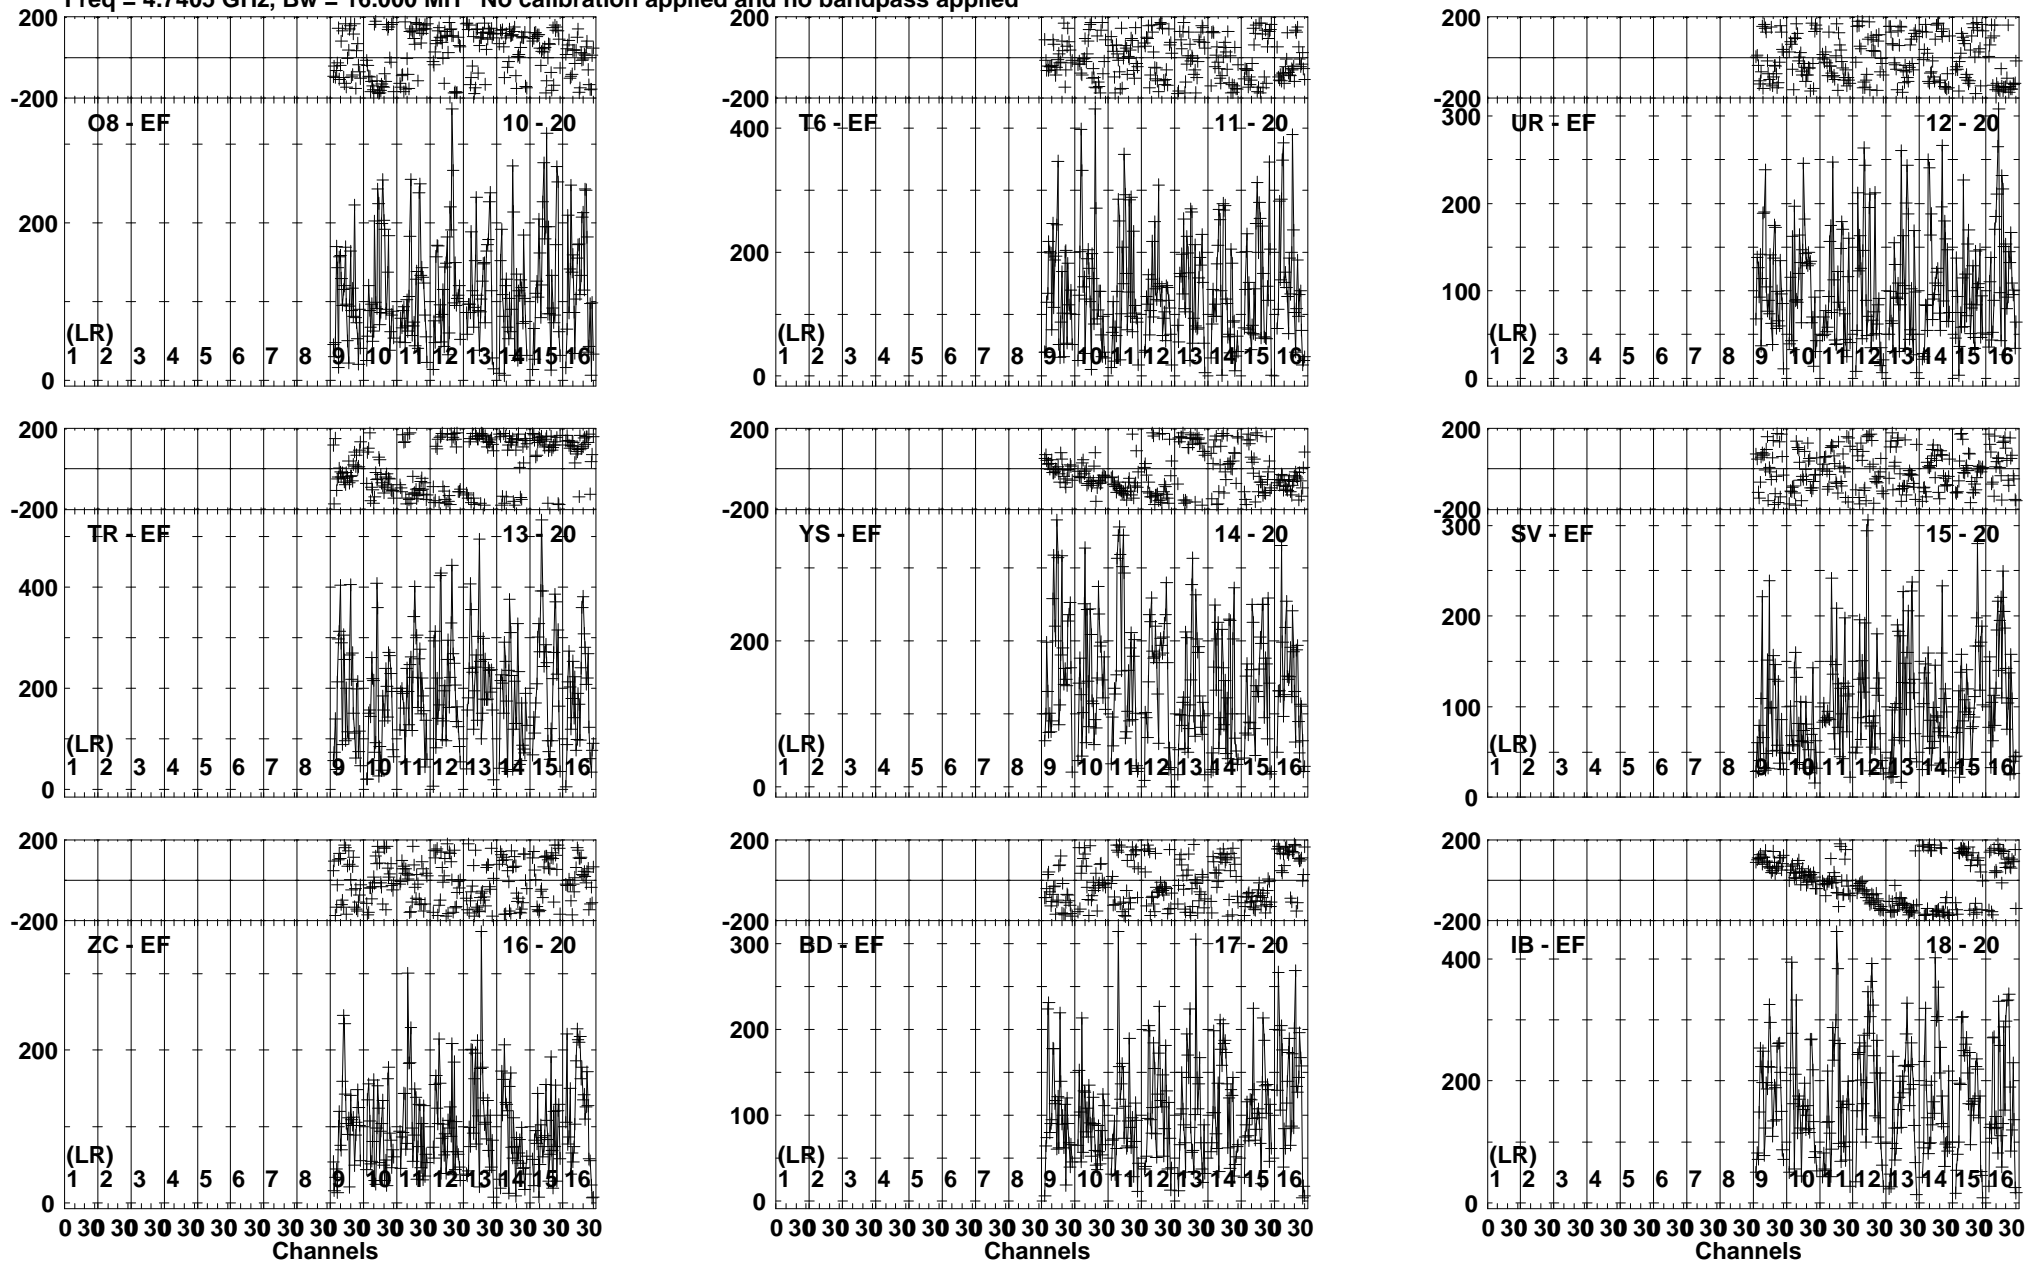 Freq = 4.7405 GHz, Bw = 16.000 MH No calibration applied and no bandpass applied
200
-200
O8 - EF 10 - 20
200
(LR)
1 2 3 4 5 6 7 8 9 10 11 12 13 14 15 16
0
200
-200
T6 - EF 11 - 20
400
200
(LR)
1 2 3 4 5 6 7 8 9 10 11 12 13 14 15 16
0
200
-200
300
UR - EF 12 - 20
200
100
(LR)
1 2 3 4 5 6 7 8 9 10 11 12 13 14 15 16
0
200
-200
TR - EF 13 - 20
400
200
(LR)
1 2 3 4 5 6 7 8 9 10 11 12 13 14 15 16
0
200
-200
YS - EF 14 - 20
200
(LR)
1 2 3 4 5 6 7 8 9 10 11 12 13 14 15 16
0
200
-200
300
SV - EF 15 - 20
200
100
(LR)
1 2 3 4 5 6 7 8 9 10 11 12 13 14 15 16
0
200
-200
ZC - EF 16 - 20
200
(LR)
1 2 3 4 5 6 7 8 9 10 11 12 13 14 15 16
0
0 30 30 30 30 30 30 30 30 30 30 30 30 30 30 30 30
Channels
200
-200
300
BD - EF 17 - 20
200
100
(LR)
1 2 3 4 5 6 7 8 9 10 11 12 13 14 15 16
0
0 30 30 30 30 30 30 30 30 30 30 30 30 30 30 30 30
Channels
200
-200
IB - EF 18 - 20
400
200
(LR)
1 2 3 4 5 6 7 8 9 10 11 12 13 14 15 16
0
0 30 30 30 30 30 30 30 30 30 30 30 30 30 30 30 30
Channels